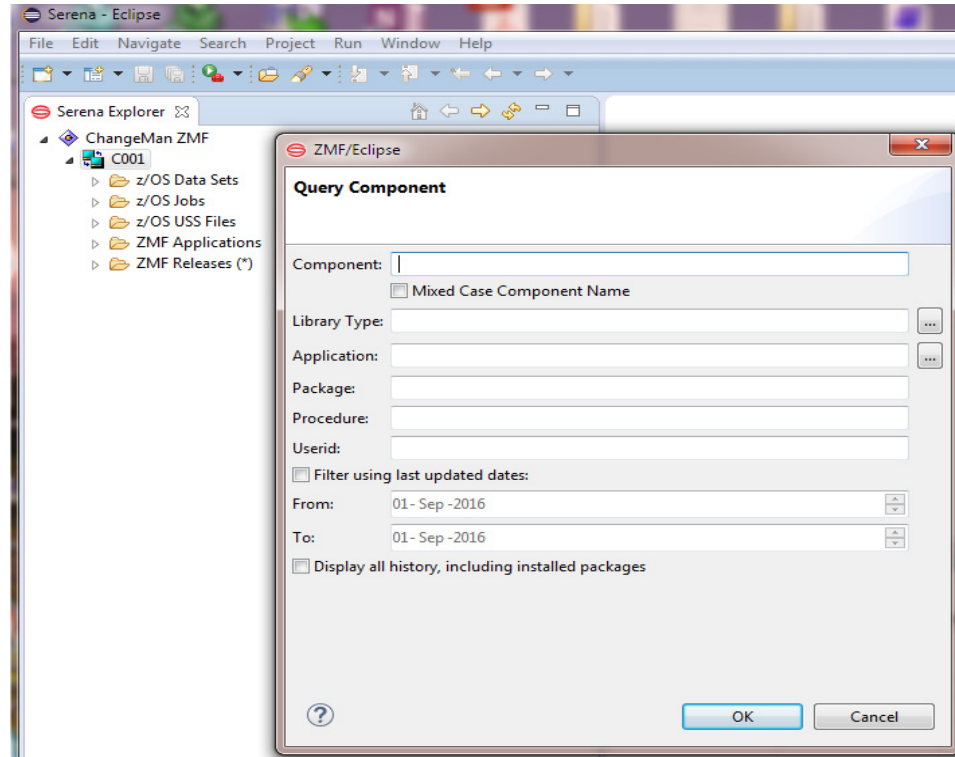 Serena - Eclipse
File Edit Navigate Search Project Run Window Help
Serena Explorer
ChangeMan ZMF
C001
z/OS Data Sets
z/OS Jobs
z/OS USS Files
ZMF Applications
ZMF Releases (*)
ZMF/Eclipse
Query Component
Component:
Mixed Case Component Name
Library Type:
...
Application:
...
Package:
Procedure:
Userid:
Filter using last updated dates:
From: 01- Sep -2016
To: 01- Sep -2016
Display all history, including installed packages
?
OK Cancel